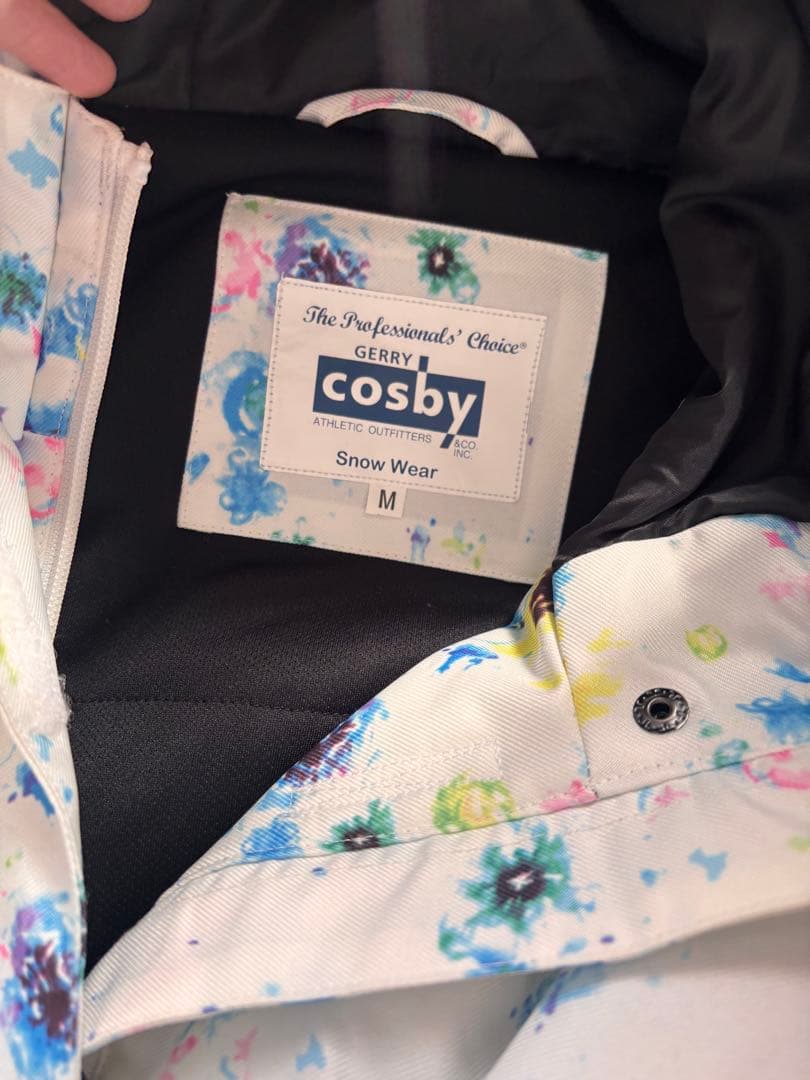 The Professionals' Choice®
GERRY
cosby
ATHLETIC OUTFITTERS &CO.
INC.
Snow Wear
M